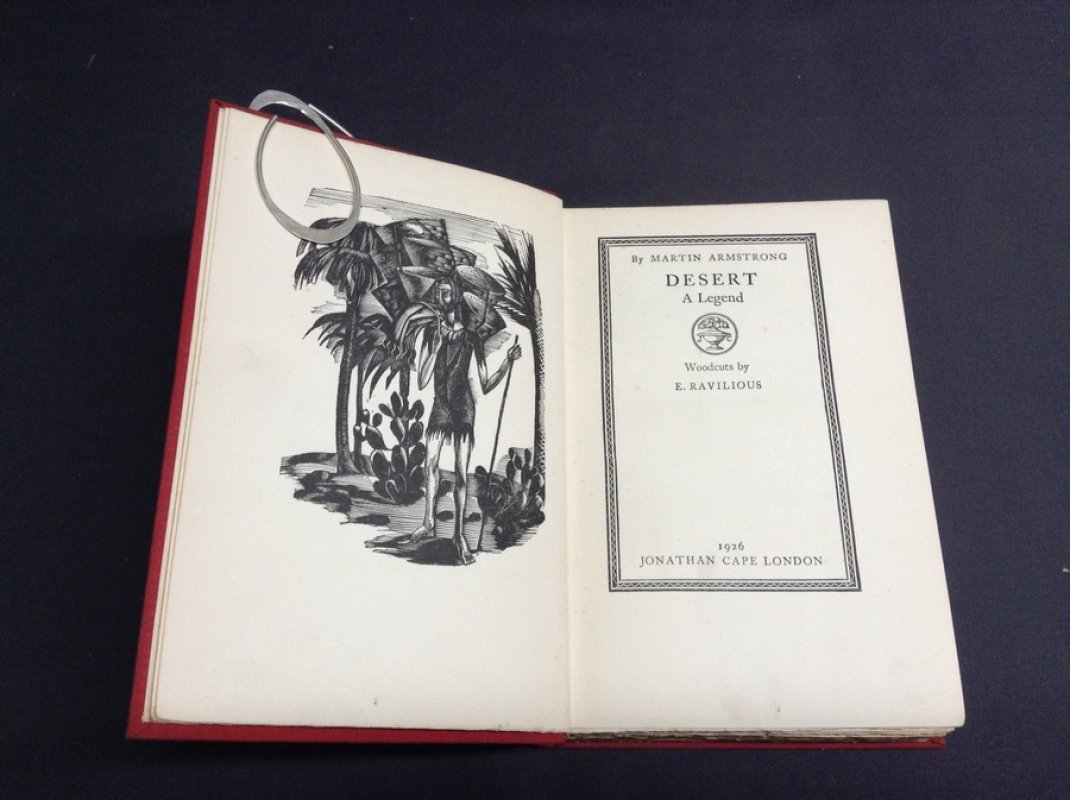 By MARTIN ARMSTRONG
DESERT
A Legend
Woodcuts by
E. RAVILIOUS
1926
JONATHAN CAPE LONDON